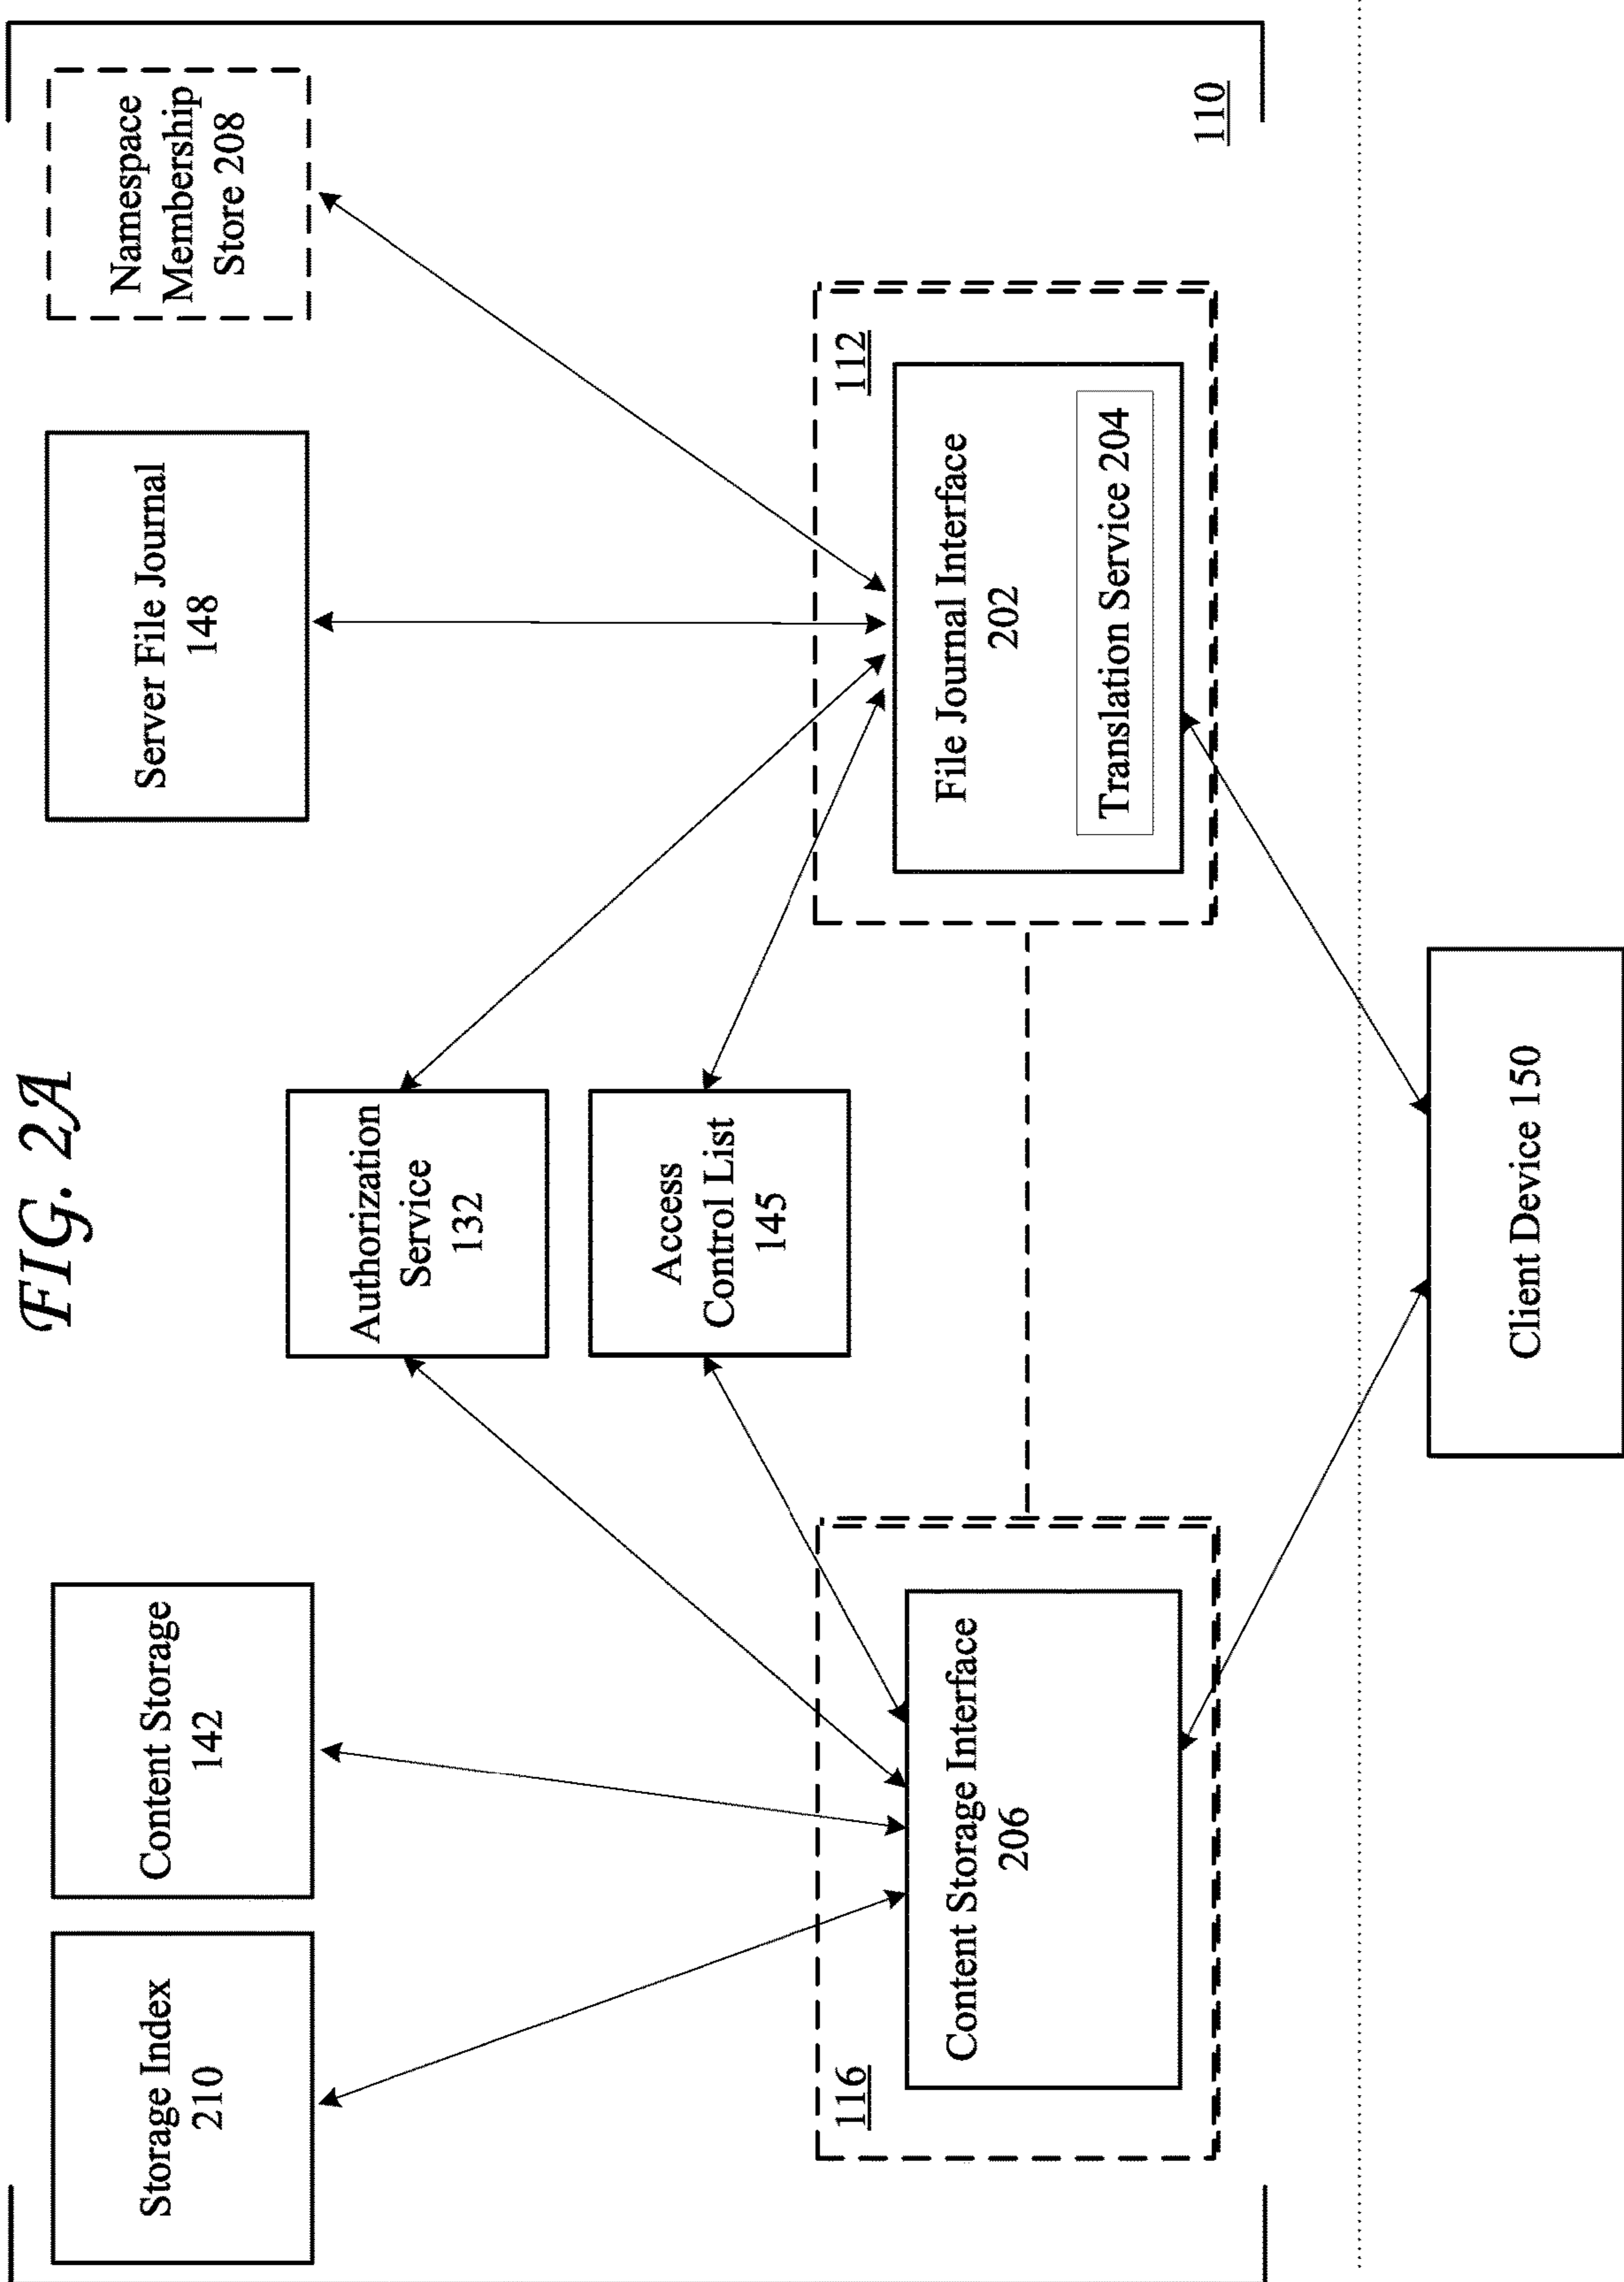 FIG. 2A
Storage Index
210
Content Storage
142
Authorization
Service
132
Access
Control List
145
Server File Journal
148
Namespace
Membership
Store 208
116
Content Storage Interface
206
112
File Journal Interface
202
Translation Service 204
110
Client Device 150